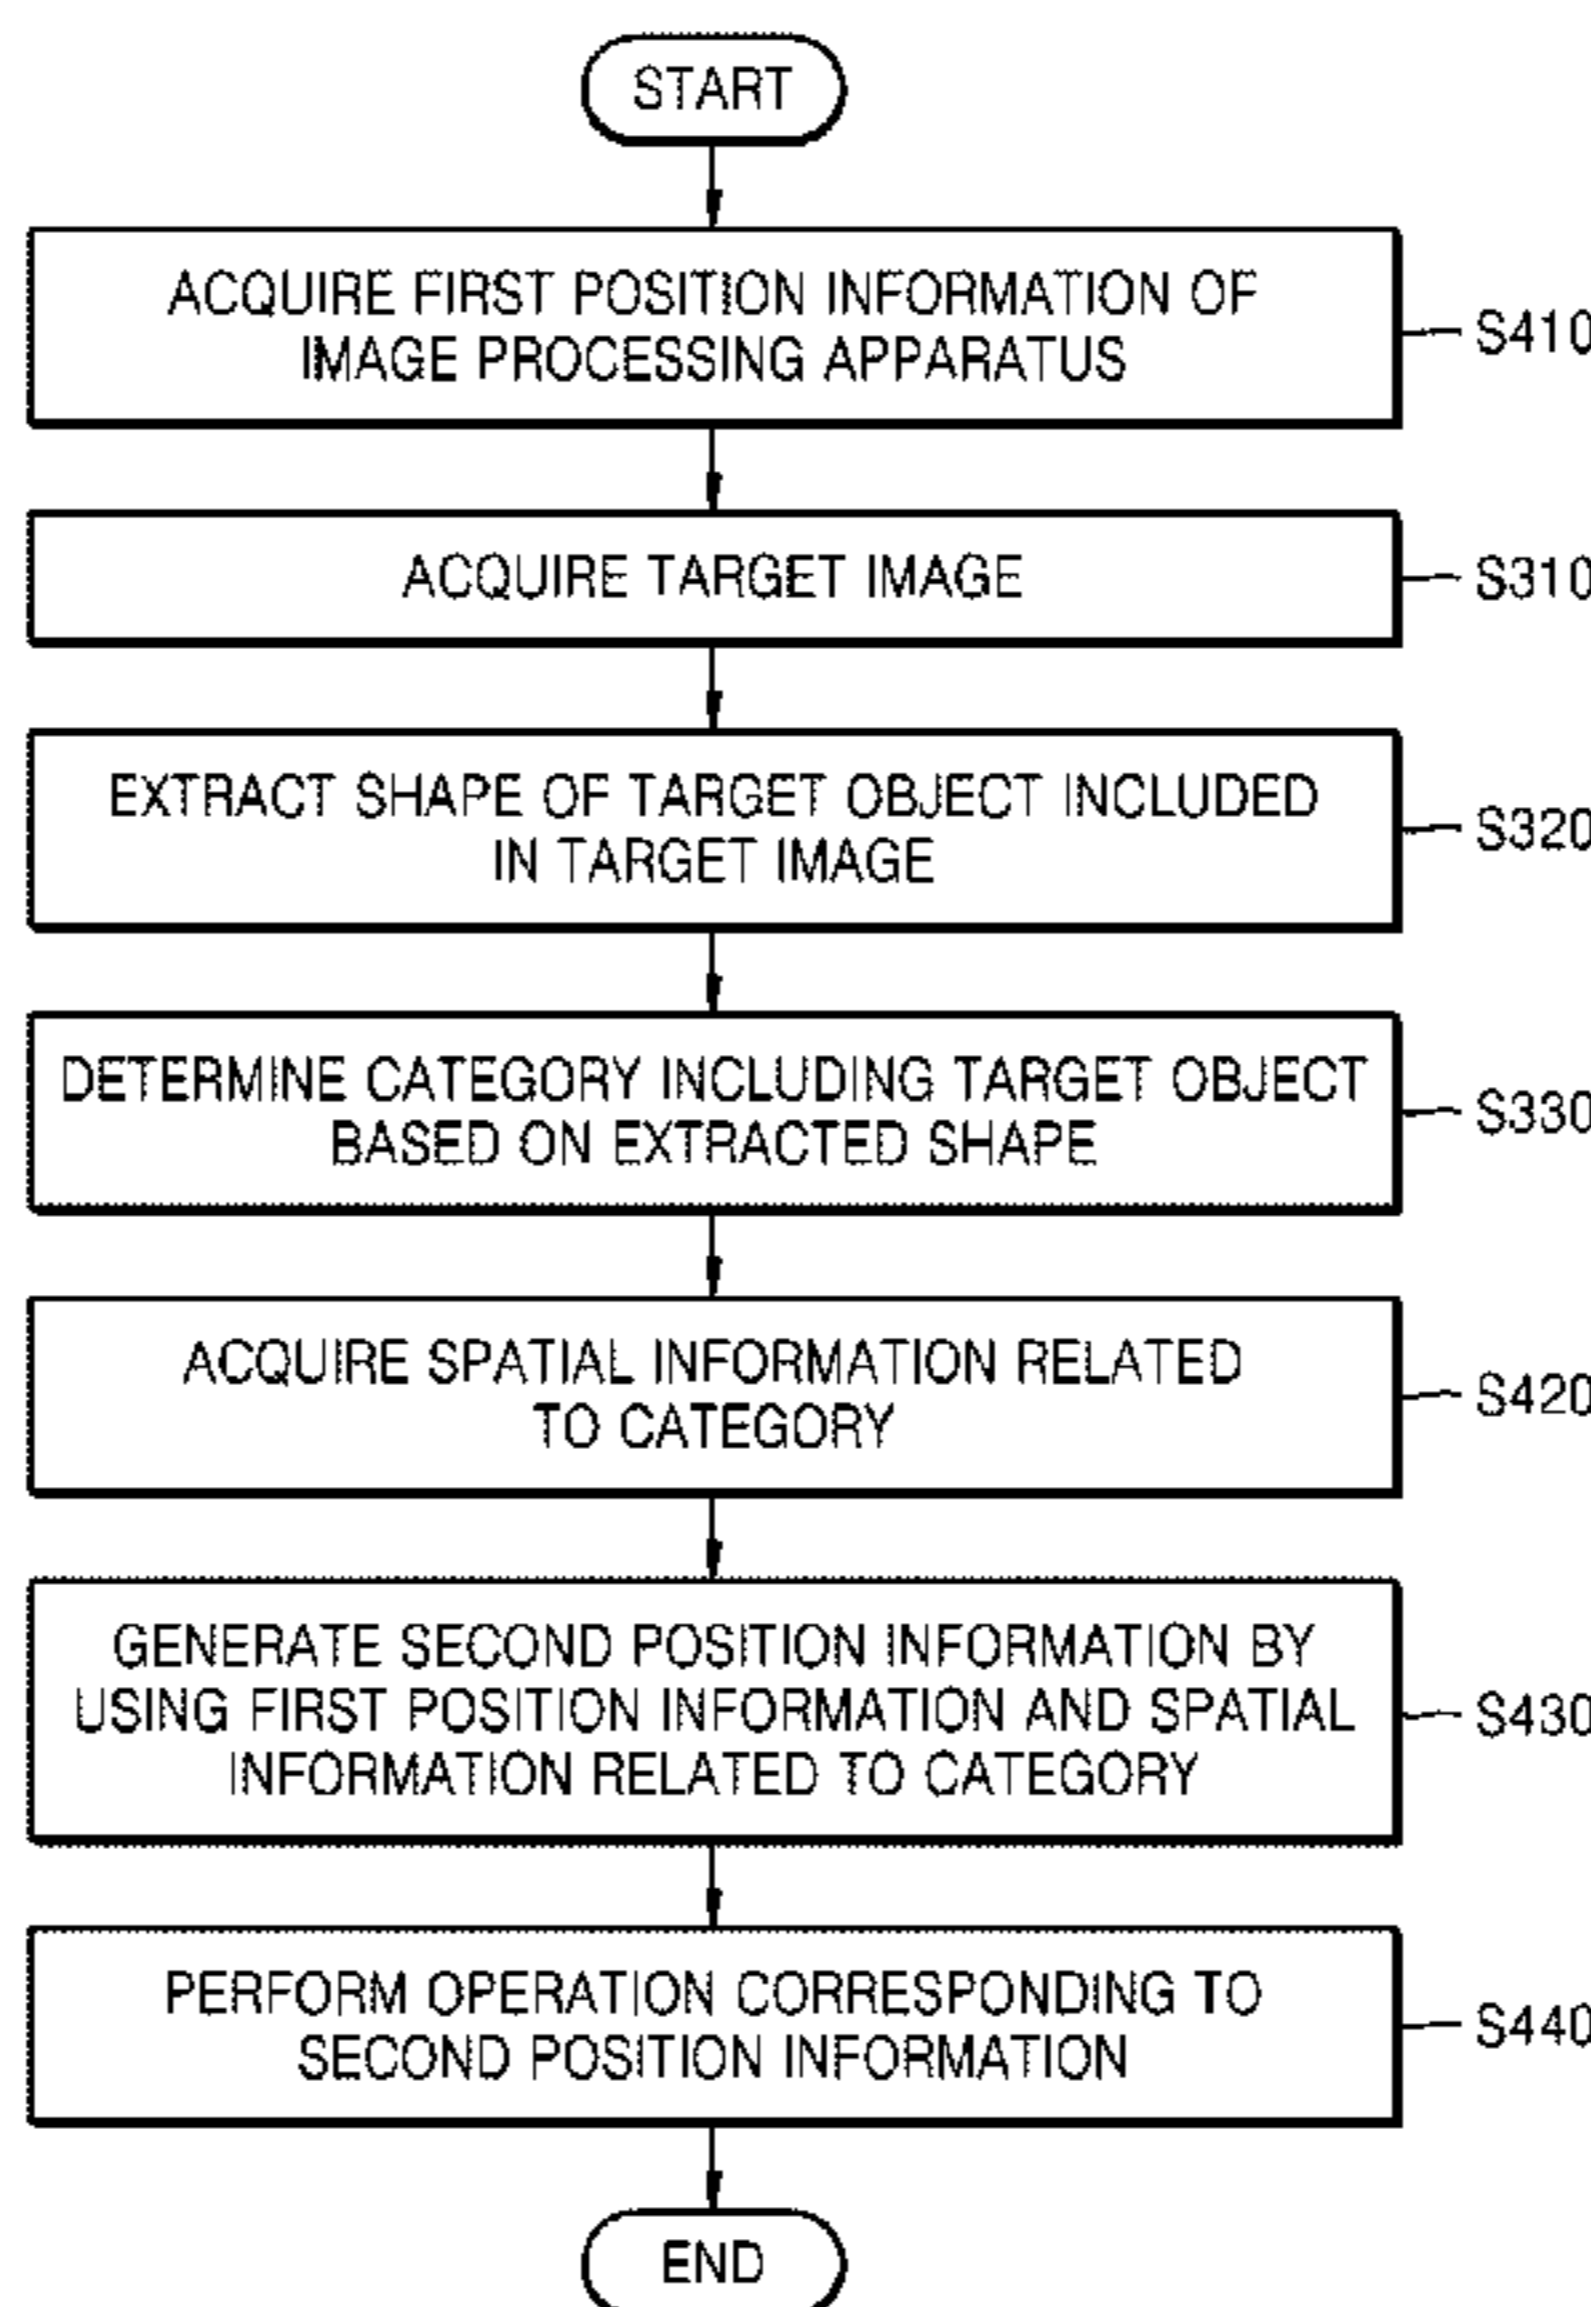 START
ACQUIRE FIRST POSITION INFORMATION OF
IMAGE PROCESSING APPARATUS
S410
ACQUIRE TARGET IMAGE
S310
EXTRACT SHAPE OF TARGET OBJECT INCLUDED
IN TARGET IMAGE
S320
DETERMINE CATEGORY INCLUDING TARGET OBJECT
BASED ON EXTRACTED SHAPE
S330
ACQUIRE SPATIAL INFORMATION RELATED
TO CATEGORY
S420
GENERATE SECOND POSITION INFORMATION BY
USING FIRST POSITION INFORMATION AND SPATIAL
INFORMATION RELATED TO CATEGORY
S430
PERFORM OPERATION CORRESPONDING TO
SECOND POSITION INFORMATION
S440
END